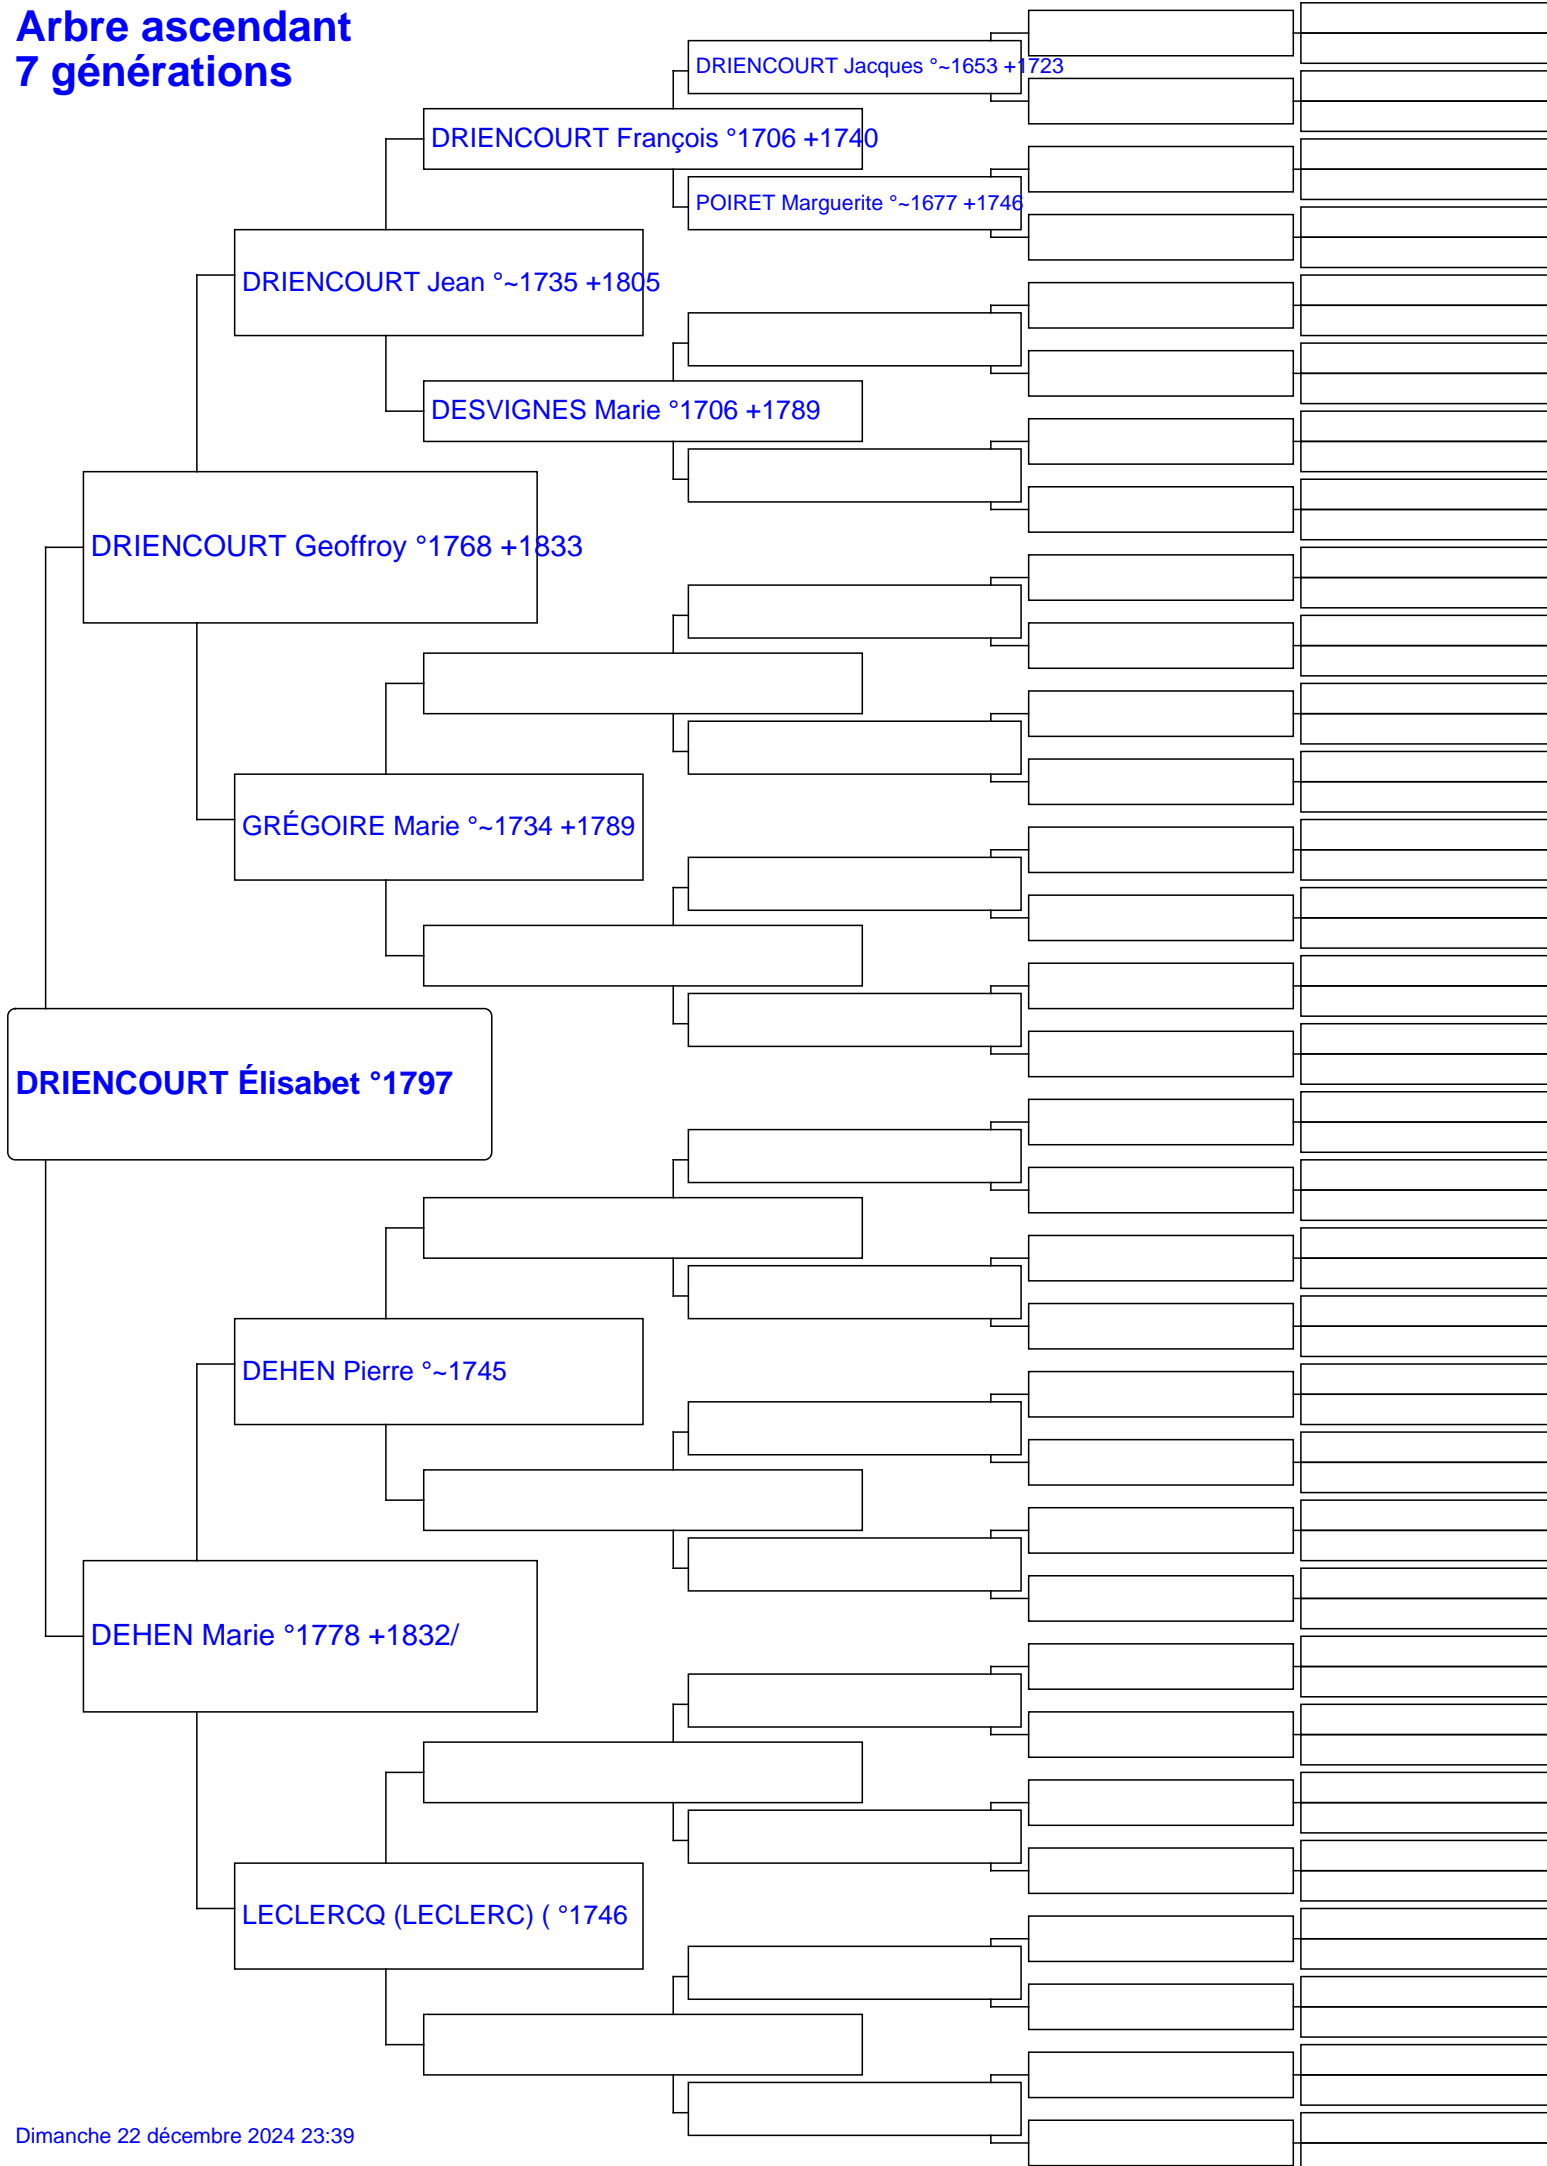 Arbre ascendant
7 générations
DRIENCOURT Jacques °~1653 +1723
DRIENCOURT François °1706 +1740
POIRET Marguerite °~1677 +1746
DRIENCOURT Jean °~1735 +1805
DESVIGNES Marie °1706 +1789
DRIENCOURT Geoffroy °1768 +1833
GRÉGOIRE Marie °~1734 +1789
DRIENCOURT Élisabet °1797
DEHEN Pierre °~1745
DEHEN Marie °1778 +1832/
LECLERCQ (LECLERC) ( °1746
Dimanche 22 décembre 2024 23:39